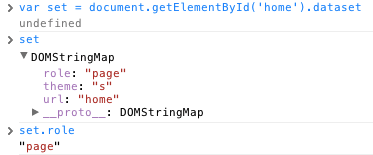 > var set = document.getElementById('home').dataset
undefined
> set
▼ DOMStringMap
role: "page"
theme: "s"
url: "home"
▶ __proto__: DOMStringMap
> set.role
"page"